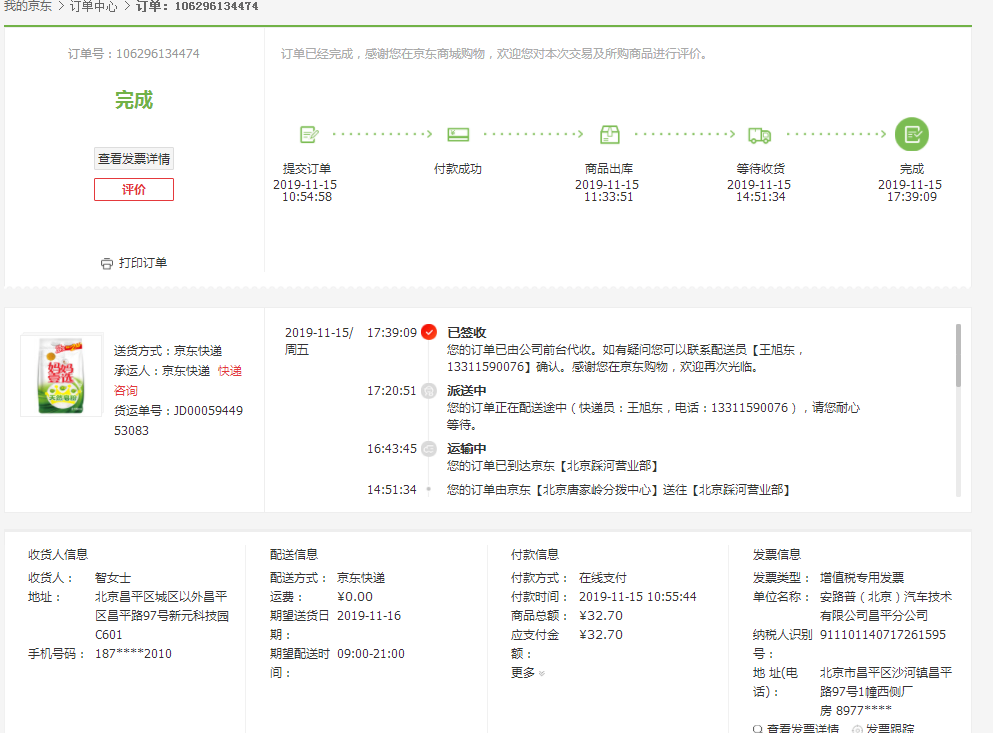 我的京东 > 订单中心 > 订单：106296134474
订单号：106296134474
完成
查看发票详情
评价
打印订单
订单已经完成，感谢您在京东商城购物，欢迎您对本次交易及所购商品进行评价。
提交订单
2019-11-15
10:54:58
付款成功
商品出库
2019-11-15
11:33:51
等待收货
2019-11-15
14:51:34
完成
2019-11-15
17:39:09
妈妈
壹选
送货方式：京东快递
承运人：京东快递 快递
咨询
货运单号：JD00059449
53083
2019-11-15/
周五
17:39:09 已签收
您的订单已由公司前台代收。如有疑问您可以联系配送员【王旭东，
13311590076】确认。感谢您在京东购物，欢迎再次光临。
17:20:51 派送中
您的订单正在配送途中（快递员：王旭东，电话：13311590076），请您耐心
等待。
16:43:45 运输中
您的订单已到达京东【北京踩河营业部】
14:51:34 您的订单由京东【北京唐家岭分拨中心】送往【北京踩河营业部】
收货人信息
收货人： 智女士
地址： 北京昌平区城区以外昌平
区昌平路97号新元科技园
C601
手机号码： 187****2010
配送信息
配送方式： 京东快递
运费： ¥0.00
期望送货日 2019-11-16
期：
期望配送时 09:00-21:00
间：
付款信息
付款方式： 在线支付
付款时间： 2019-11-15 10:55:44
商品总额： ¥32.70
应支付金 ¥32.70
额：
更多
发票信息
发票类型： 增值税专用发票
单位名称： 安路普（北京）汽车技术
有限公司昌平分公司
纳税人识别 911101140717261595
号：
地 址(电 北京市昌平区沙河镇昌平
话)： 路97号1幢西侧厂
房 8977****
查看发票详情 发票跟踪